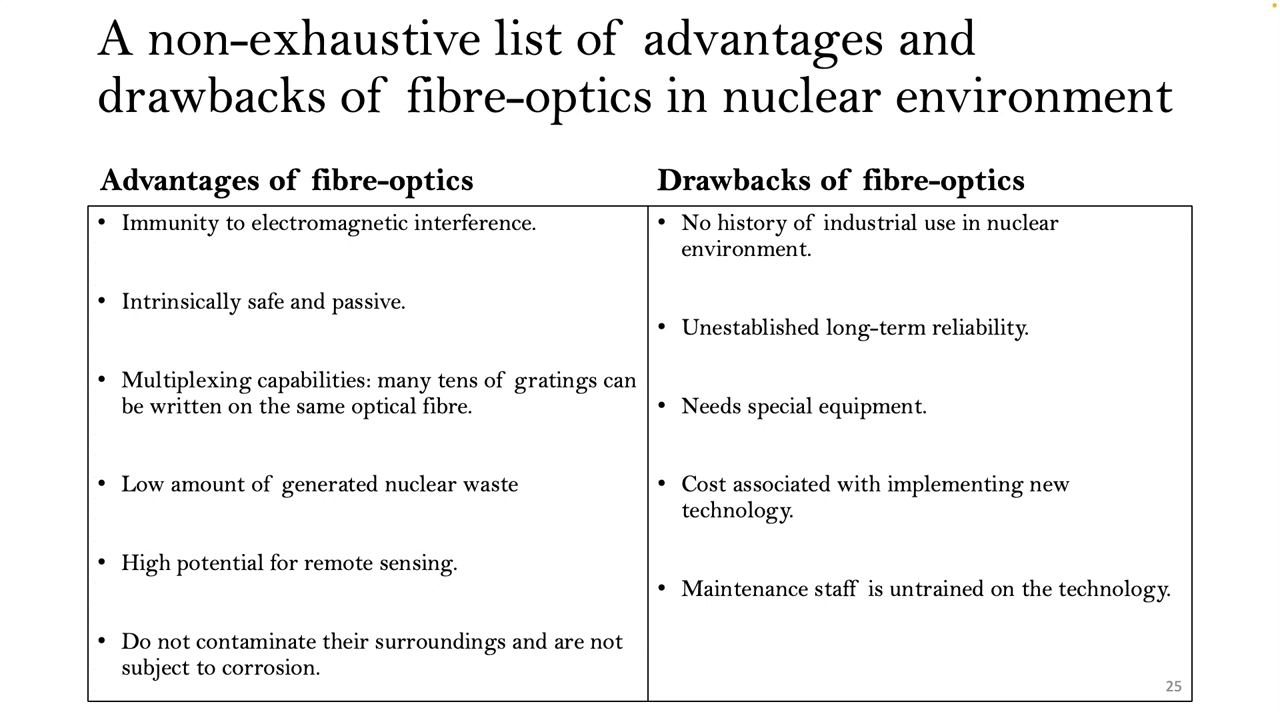 A non-exhaustive list of advantages and
drawbacks of fibre-optics in nuclear environment
Advantages of fibre-optics
• Immunity to electromagnetic interference.
• Intrinsically safe and passive.
• Multiplexing capabilities: many tens of gratings can
be written on the same optical fibre.
• Low amount of generated nuclear waste
• High potential for remote sensing.
• Do not contaminate their surroundings and are not
subject to corrosion.
Drawbacks of fibre-optics
• No history of industrial use in nuclear
environment.
• Unestablished long-term reliability.
• Needs special equipment.
• Cost associated with implementing new
technology.
• Maintenance staff is untrained on the technology.
25